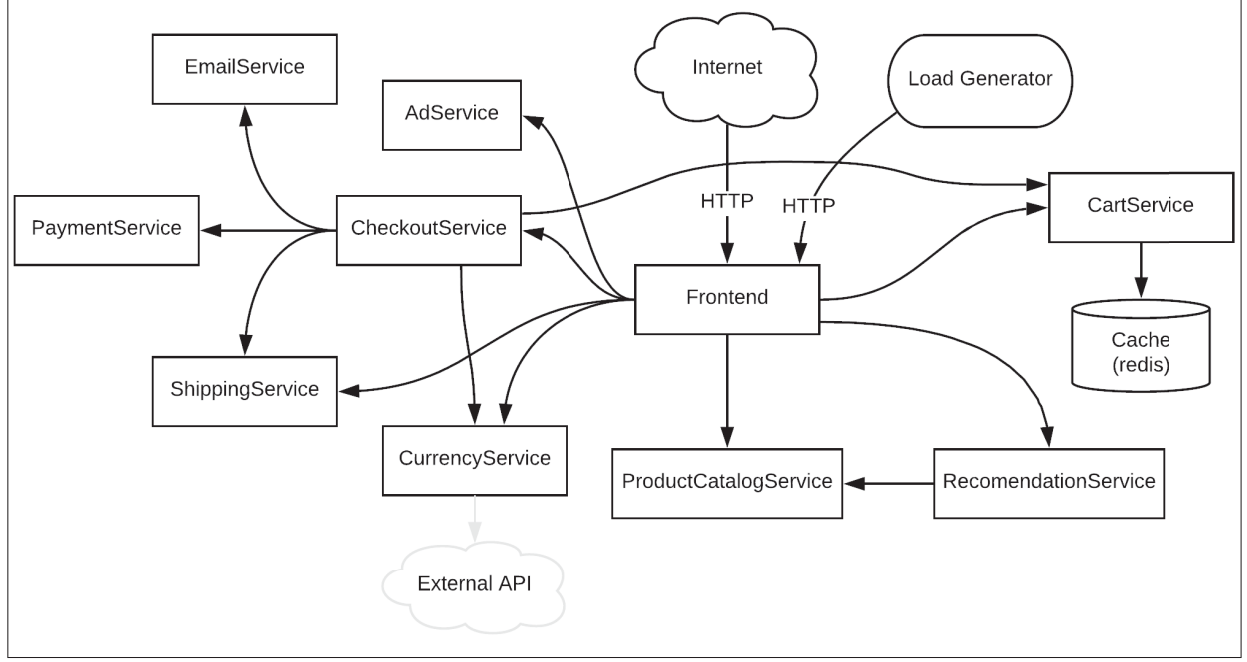 EmailService
AdService
Internet
Load Generator
HTTP
HTTP
PaymentService
CheckoutService
CartService
Frontend
Cache
(redis)
ShippingService
CurrencyService
ProductCatalogService
RecomendationService
External API